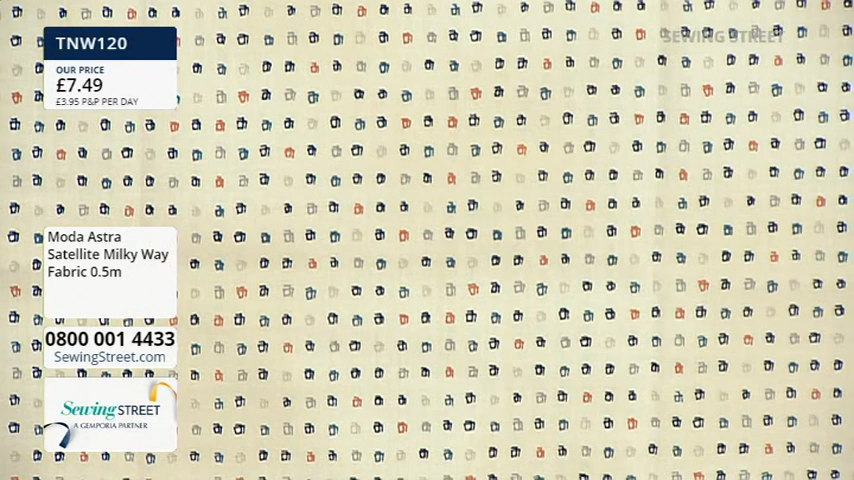 SEWING STREET
TNW120
OUR PRICE
£7.49
£3.95 P&P PER DAY
Moda Astra
Satellite Milky Way
Fabric 0.5m
0800 001 4433
SewingStreet.com
Sewing STREET
A GEMPORIA PARTNER